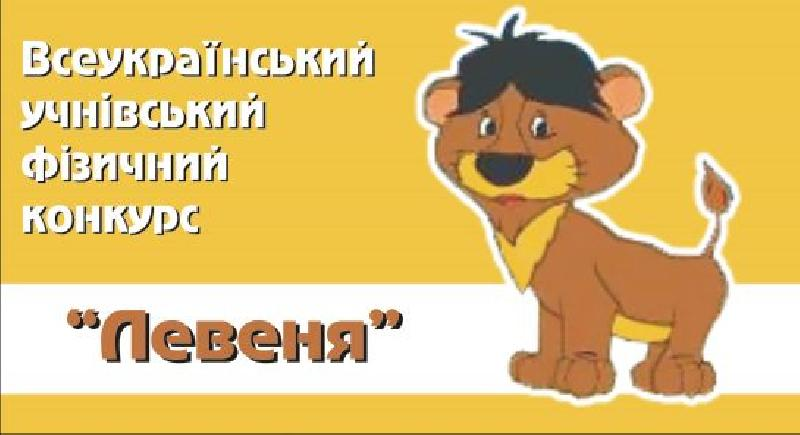 Всеукраїнський
учнівський
фізичний
конкурс
“Левеня”